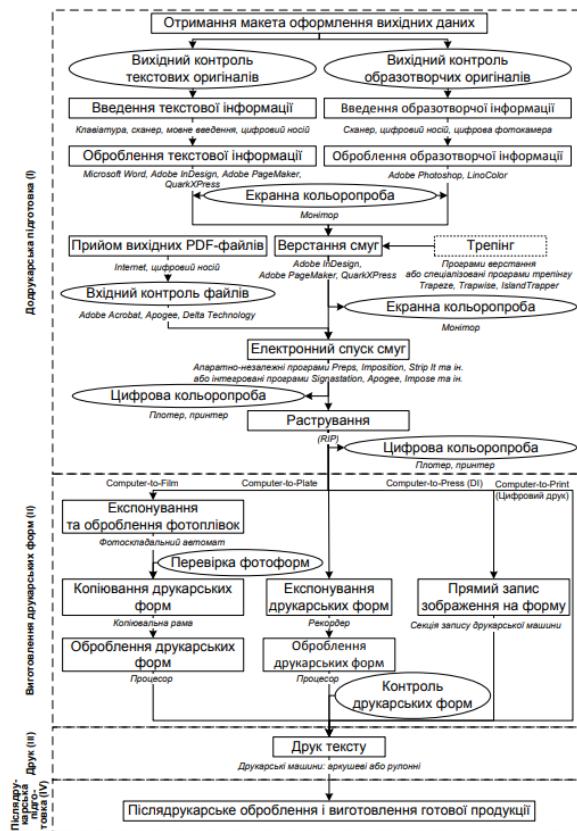 Отримання макета оформлення вихідних даних
Вихідний контроль
текстових оригіналів
Вихідний контроль
образотворчих оригіналів
Введення текстової інформації
Клавіатура, сканер, мовне введення, цифровий носій
Введення образотворчої інформації
Сканер, цифровий носій, цифрова фотокамера
Оброблення текстової інформації
Microsoft Word, Adobe InDesign, Adobe PageMaker,
QuarkXPress
Оброблення образотворчої інформації
Adobe Photoshop, LinoColor
Екранна кольоропроба
Монітор
Прийом вихідних PDF-файлів
Internet, цифровий носій
Верстання смуг
Adobe InDesign,
Adobe PageMaker, QuarkXPress
Трепінг
Програми верстання
або спеціалізовані програми трепінгу
Trapeze, Trapwise, IslandTrapper
Вхідний контроль файлів
Adobe Acrobat, Apogee, Delta Technology
Екранна кольоропроба
Монітор
Електронний спуск смуг
Апаратно-незалежні програми Preps, Imposition, Strip It та ін.
або інтегровані програми Signastation, Apogee, Impose та ін.
Цифрова кольоропроба
Плотер, принтер
Растрування
(RIP)
Цифрова кольоропроба
Плотер, принтер
Додрукарська підготовка (I)
Computer-to-Film
Computer-to-Plate
Computer-to-Press (DI)
Computer-to-Print
(Цифровий друк)
Експонування
та оброблення фотоплівок
Фотоскладальний автомат
Перевірка фотоформ
Копіювання друкарських
форм
Копіювальна рама
Експонування
друкарських форм
Рекордер
Прямий запис
зображення на форму
Секція запису друкарської машини
Оброблення друкарських
форм
Процесор
Оброблення
друкарських форм
Процесор
Контроль
друкарських форм
Виготовлення друкарських форм (II)
Друк тексту
Друкарські машини: аркушеві або рулонні
Друк (III)
Післядрукарське оброблення і виготовлення готової продукції
Післядру-
карська
підго-
товка (IV)